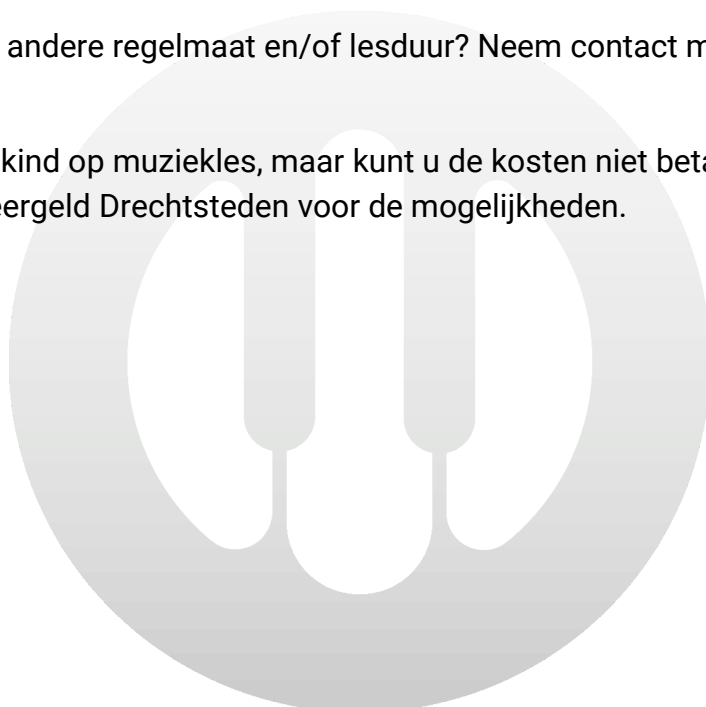 andere regelmaat en/of lesduur? Neem contact m
kind op muziekles, maar kunt u de kosten niet beta
ergeld Drechtsteden voor de mogelijkheden.